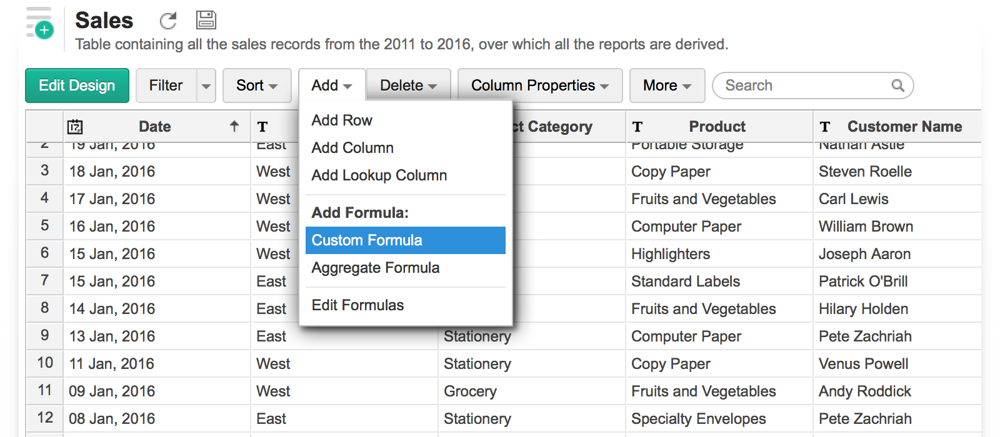 Sales
Table containing all the sales records from the 2011 to 2016, over which all the reports are derived.
Edit Design Filter Sort Add Delete Column Properties More Search
17 Date T ct Category T Product T Customer Name
2 19 Jan, 2016 East Portable Storage Nathan Astle
3 18 Jan, 2016 West Copy Paper Steven Roelle
4 17 Jan, 2016 West Fruits and Vegetables Carl Lewis
5 16 Jan, 2016 West Computer Paper William Brown
6 15 Jan, 2016 West Highlighters Joseph Aaron
7 15 Jan, 2016 East Standard Labels Patrick O'Brill
8 14 Jan, 2016 East Fruits and Vegetables Hilary Holden
9 13 Jan, 2016 East Stationery Computer Paper Pete Zachriah
10 11 Jan, 2016 West Stationery Copy Paper Venus Powell
11 09 Jan, 2016 West Grocery Fruits and Vegetables Andy Roddick
12 08 Jan, 2016 East Stationery Specialty Envelopes Pete Zachriah
Add Row
Add Column
Add Lookup Column
Add Formula:
Custom Formula
Aggregate Formula
Edit Formulas